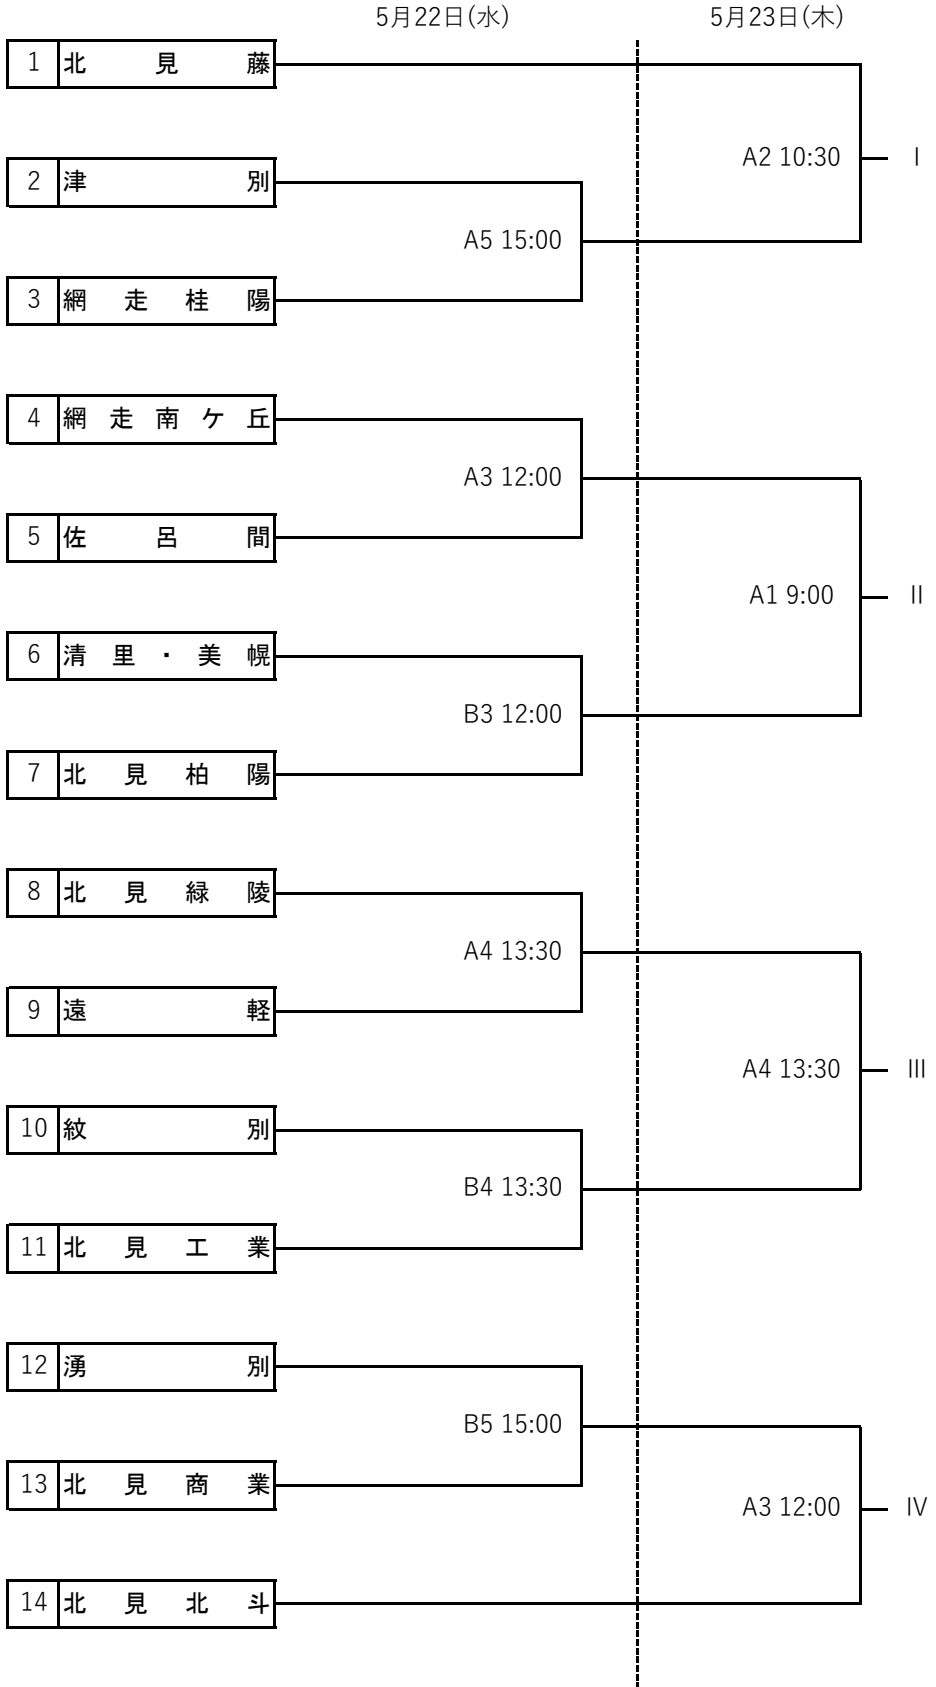 5月22日(水) 5月23日(木)
1 北見藤
A2 10:30 I
2 津別
A5 15:00
3 網走桂陽
4 網走南ケ丘
A3 12:00
5 佐呂間
A1 9:00 II
6 清里・美幌
B3 12:00
7 北見柏陽
8 北見緑陵
A4 13:30
9 遠軽
A4 13:30 III
10 紋別
B4 13:30
11 北見工業
12 湧別
B5 15:00
13 北見商業
A3 12:00 IV
14 北見北斗